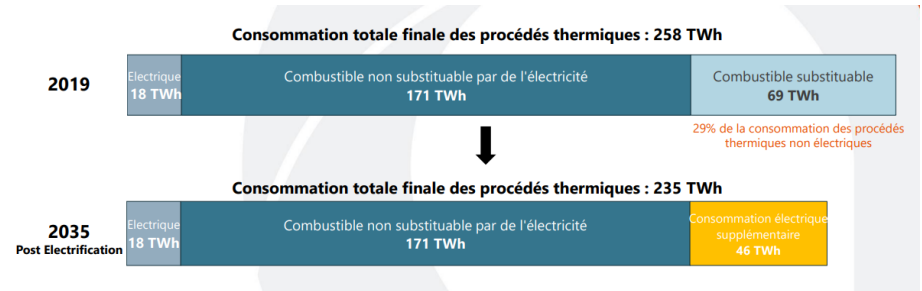 Consommation totale finale des procédés thermiques : 258 TWh
2019
Electrique
18 TWh
Combustible non substituable par de l'électricité
171 TWh
Combustible substituable
69 TWh
29% de la consommation des procédés
thermiques non électriques
Consommation totale finale des procédés thermiques : 235 TWh
2035
Post Electrification
Electrique
18 TWh
Combustible non substituable par de l'électricité
171 TWh
Consommation électrique
supplémentaire
46 TWh